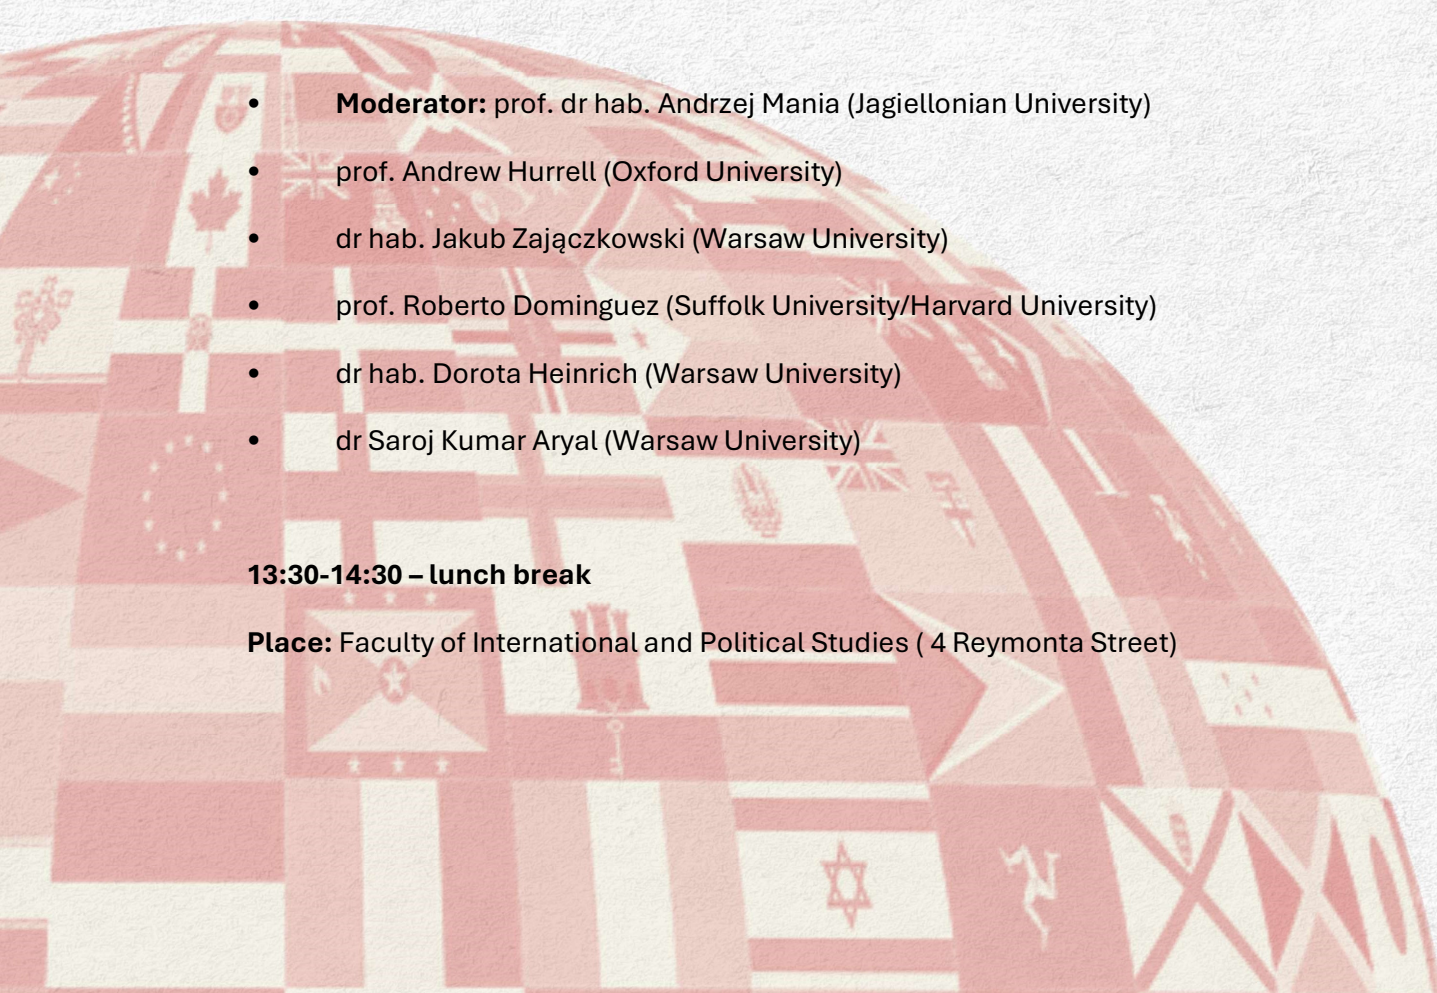 • Moderator: prof. dr hab. Andrzej Mania (Jagiellonian University)
• prof. Andrew Hurrell (Oxford University)
• dr hab. Jakub Zajączkowski (Warsaw University)
• prof. Roberto Dominguez (Suffolk University/Harvard University)
• dr hab. Dorota Heinrich (Warsaw University)
• dr Saroj Kumar Aryal (Warsaw University)
13:30-14:30 – lunch break
Place: Faculty of International and Political Studies ( 4 Reymonta Street)